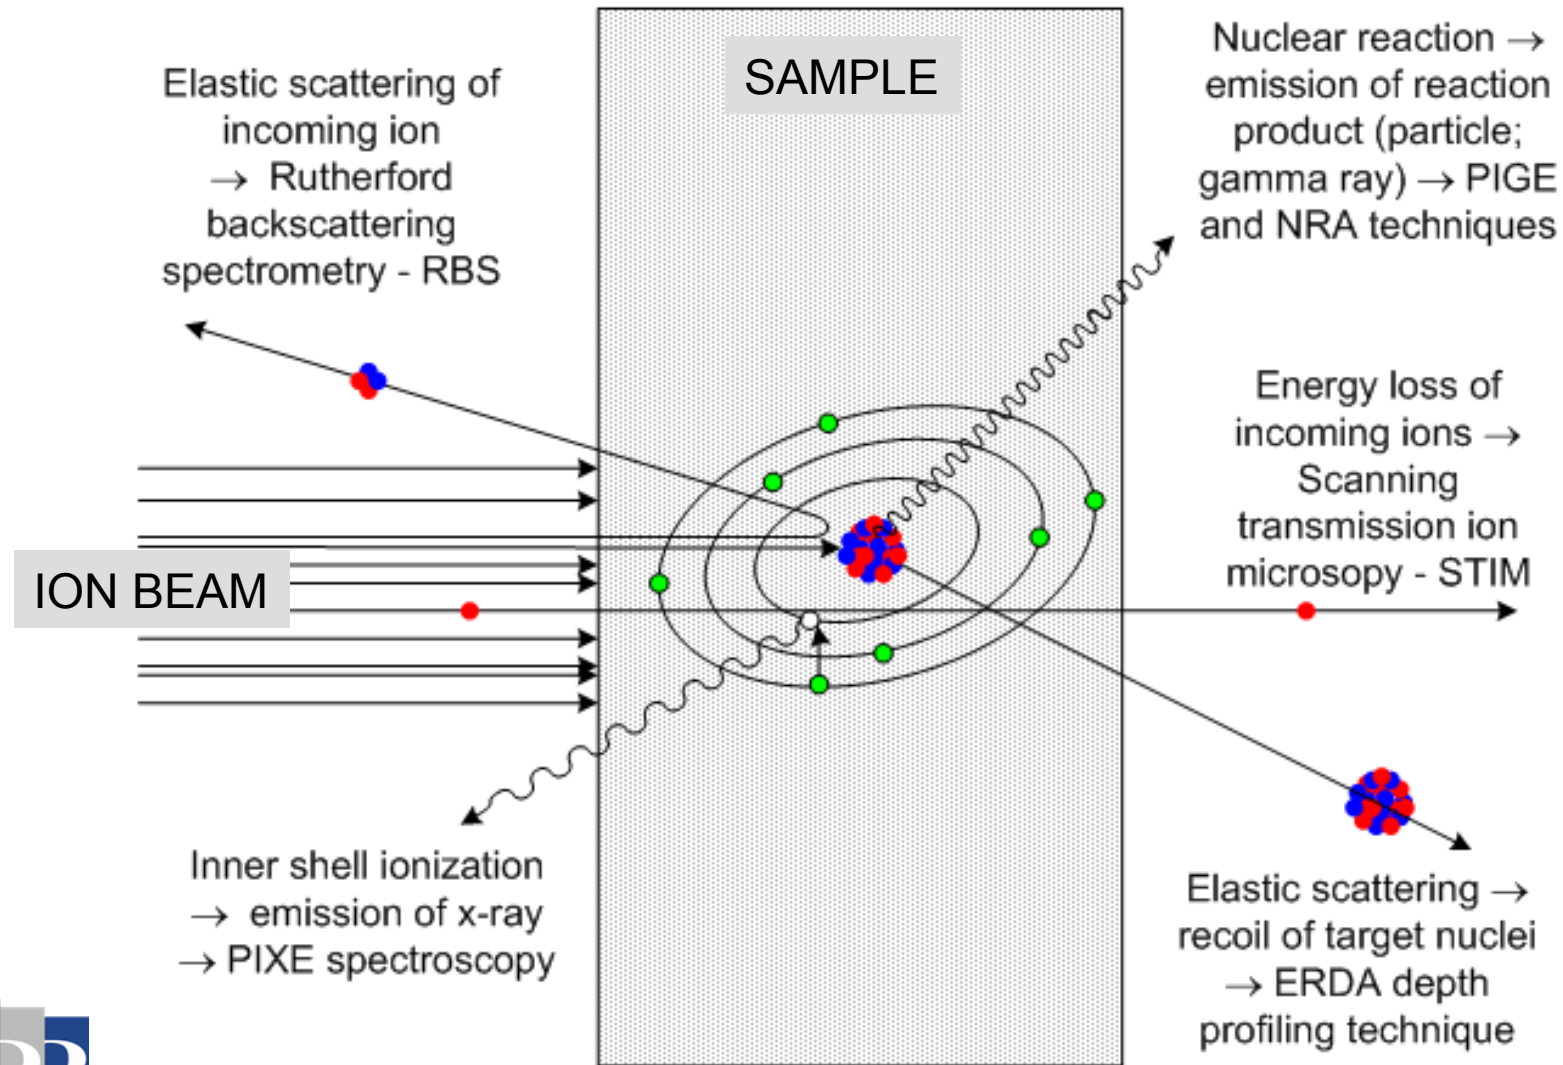 SAMPLE
Elastic scattering of
incoming ion
→ Rutherford
backscattering
spectrometry - RBS
Nuclear reaction →
emission of reaction
product (particle;
gamma ray) → PIGE
and NRA techniques
Energy loss of
incoming ions →
Scanning
transmission ion
microsopy - STIM
ION BEAM
Inner shell ionization
→ emission of x-ray
→ PIXE spectroscopy
Elastic scattering →
recoil of target nuclei
→ ERDA depth
profiling technique